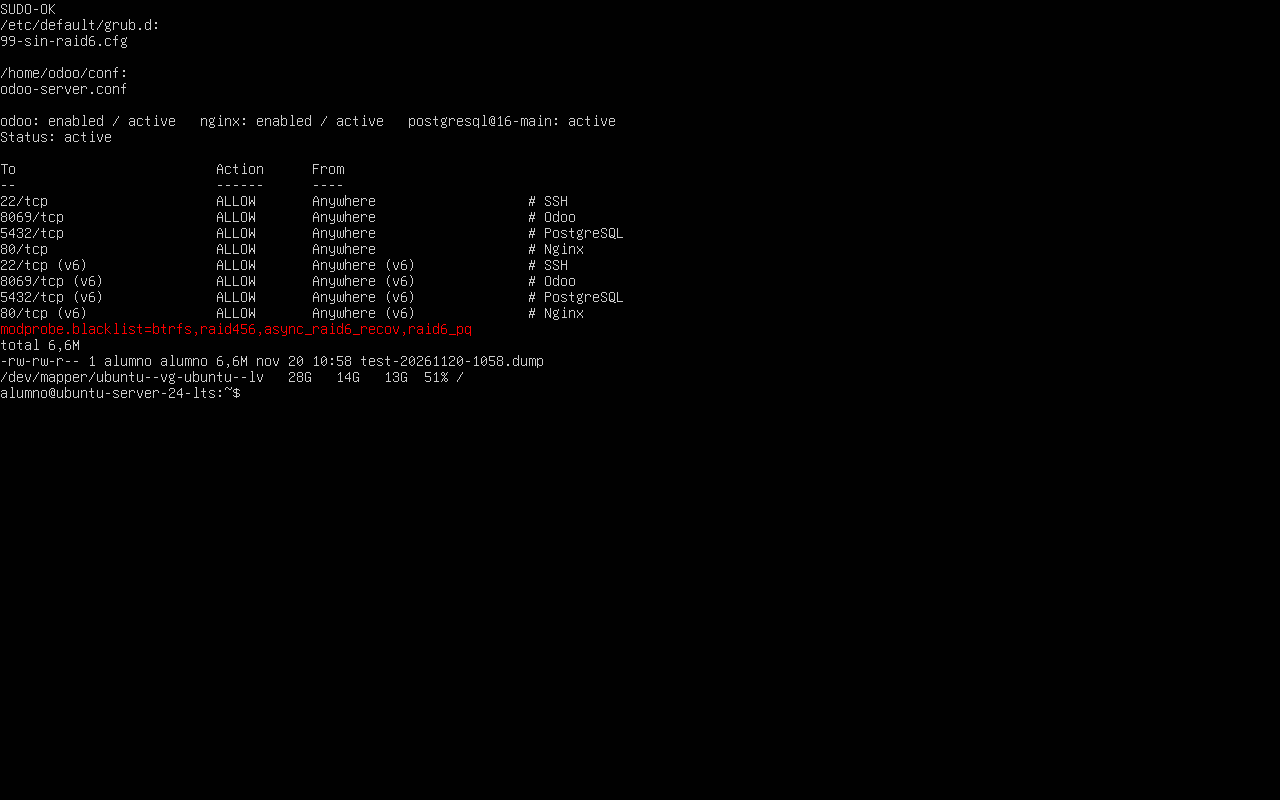 SUDO-OK
/etc/default/grub.d:
99-sin-raid6.cfg

/home/odoo/conf:
odoo-server.conf

odoo: enabled / active   nginx: enabled / active   postgresql@16-main: active
Status: active

To                         Action      From
--                         ------      ----
22/tcp                     ALLOW       Anywhere                   # SSH
8069/tcp                   ALLOW       Anywhere                   # Odoo
5432/tcp                   ALLOW       Anywhere                   # PostgreSQL
80/tcp                     ALLOW       Anywhere                   # Nginx
22/tcp (v6)                ALLOW       Anywhere (v6)              # SSH
8069/tcp (v6)              ALLOW       Anywhere (v6)              # Odoo
5432/tcp (v6)              ALLOW       Anywhere (v6)              # PostgreSQL
80/tcp (v6)                ALLOW       Anywhere (v6)              # Nginx
modprobe.blacklist=btrfs,raid456,async_raid6_recov,raid6_pq
total 6,6M
-rw-rw-r-- 1 alumno alumno 6,6M nov 20 10:58 test-20261120-1058.dump
/dev/mapper/ubuntu--vg-ubuntu--lv   28G   14G   13G  51% /
alumno@ubuntu-server-24-lts:~$